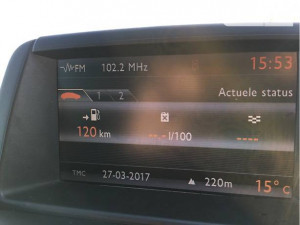 FM 102.2 MHz 15:53
1 2 Actuele status
120 km --.- l/100 ----
TMC 27-03-2017 220m 15°C